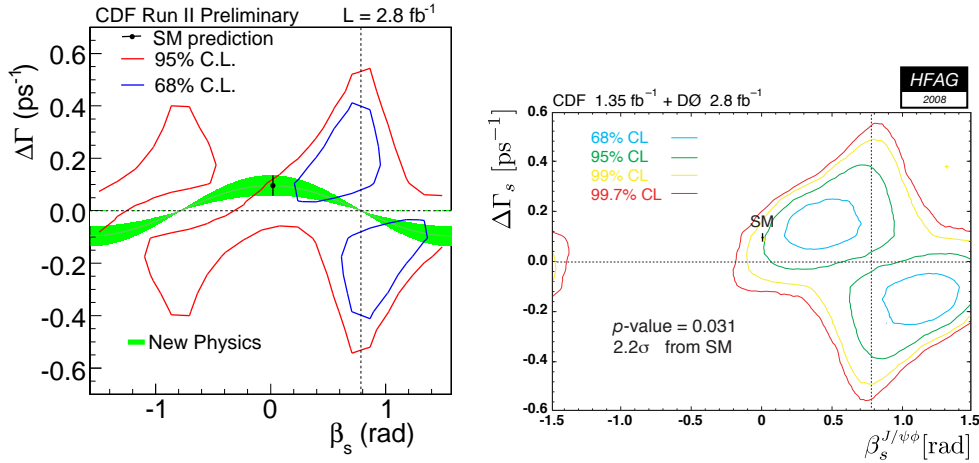 CDF Run II Preliminary L = 2.8 fb⁻¹
SM prediction
95% C.L.
68% C.L.
New Physics
ΔΓ (ps⁻¹)
0.6
0.4
0.2
0.0
-0.2
-0.4
-0.6
-1 0 1
β_s (rad)
HFAG
2008
CDF 1.35 fb⁻¹ + DØ 2.8 fb⁻¹
68% CL
95% CL
99% CL
99.7% CL
SM
p-value = 0.031
2.2σ from SM
ΔΓ_s [ps⁻¹]
0.6
0.4
0.2
0.0
-0.2
-0.4
-0.6
-1.5 -1.0 -0.5 0 0.5 1.0 1.5
β_s^{J/ψφ} [rad]